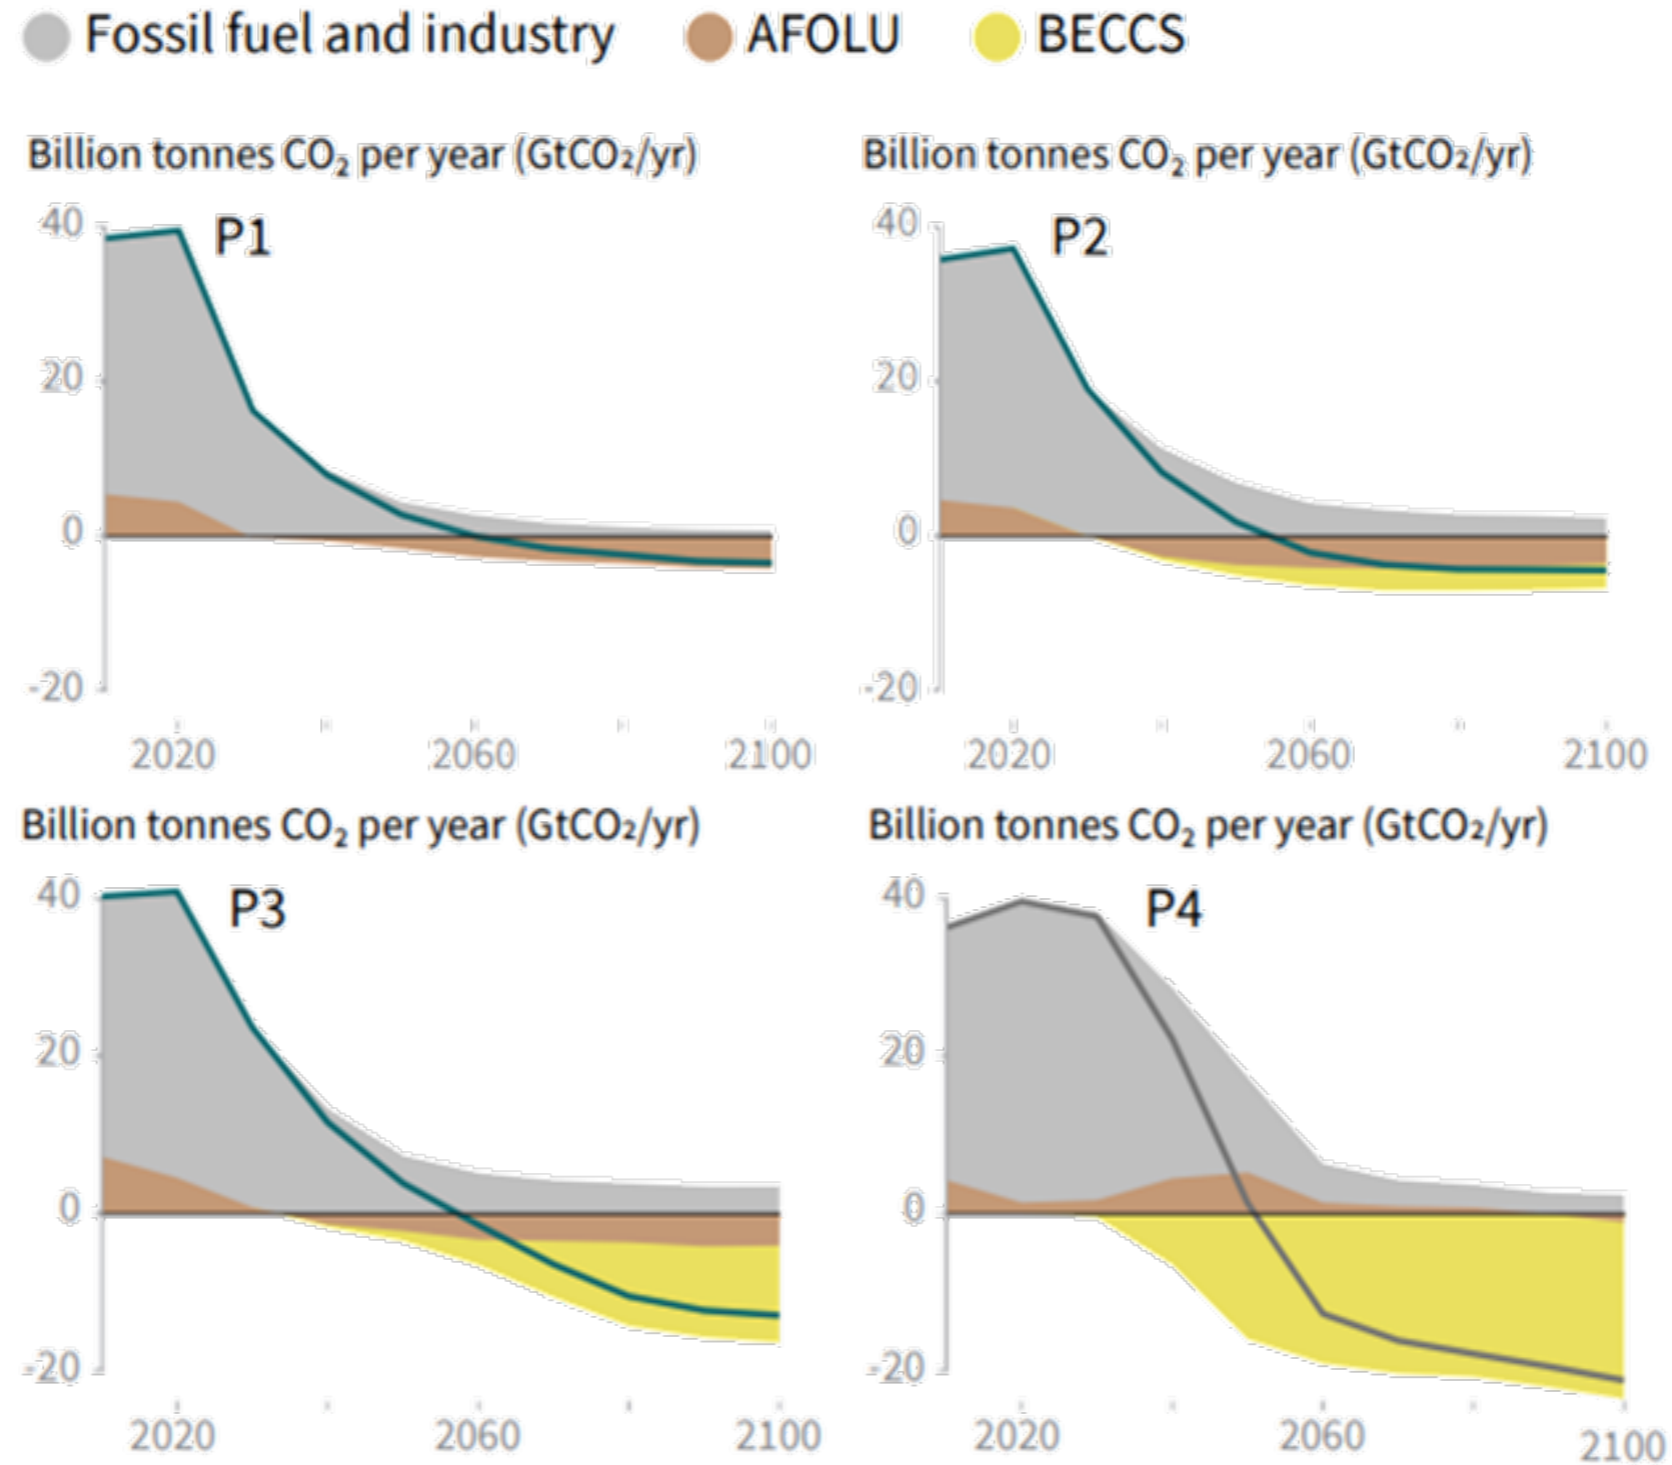 Fossil fuel and industry AFOLU BECCS
Billion tonnes CO₂ per year (GtCO₂/yr) Billion tonnes CO₂ per year (GtCO₂/yr)
40 P1 40 P2
20 20
0 0
-20 -20
2020 2060 2100 2020 2060 2100
Billion tonnes CO₂ per year (GtCO₂/yr) Billion tonnes CO₂ per year (GtCO₂/yr)
40 P3 40 P4
20 20
0 0
-20 -20
2020 2060 2100 2020 2060 2100